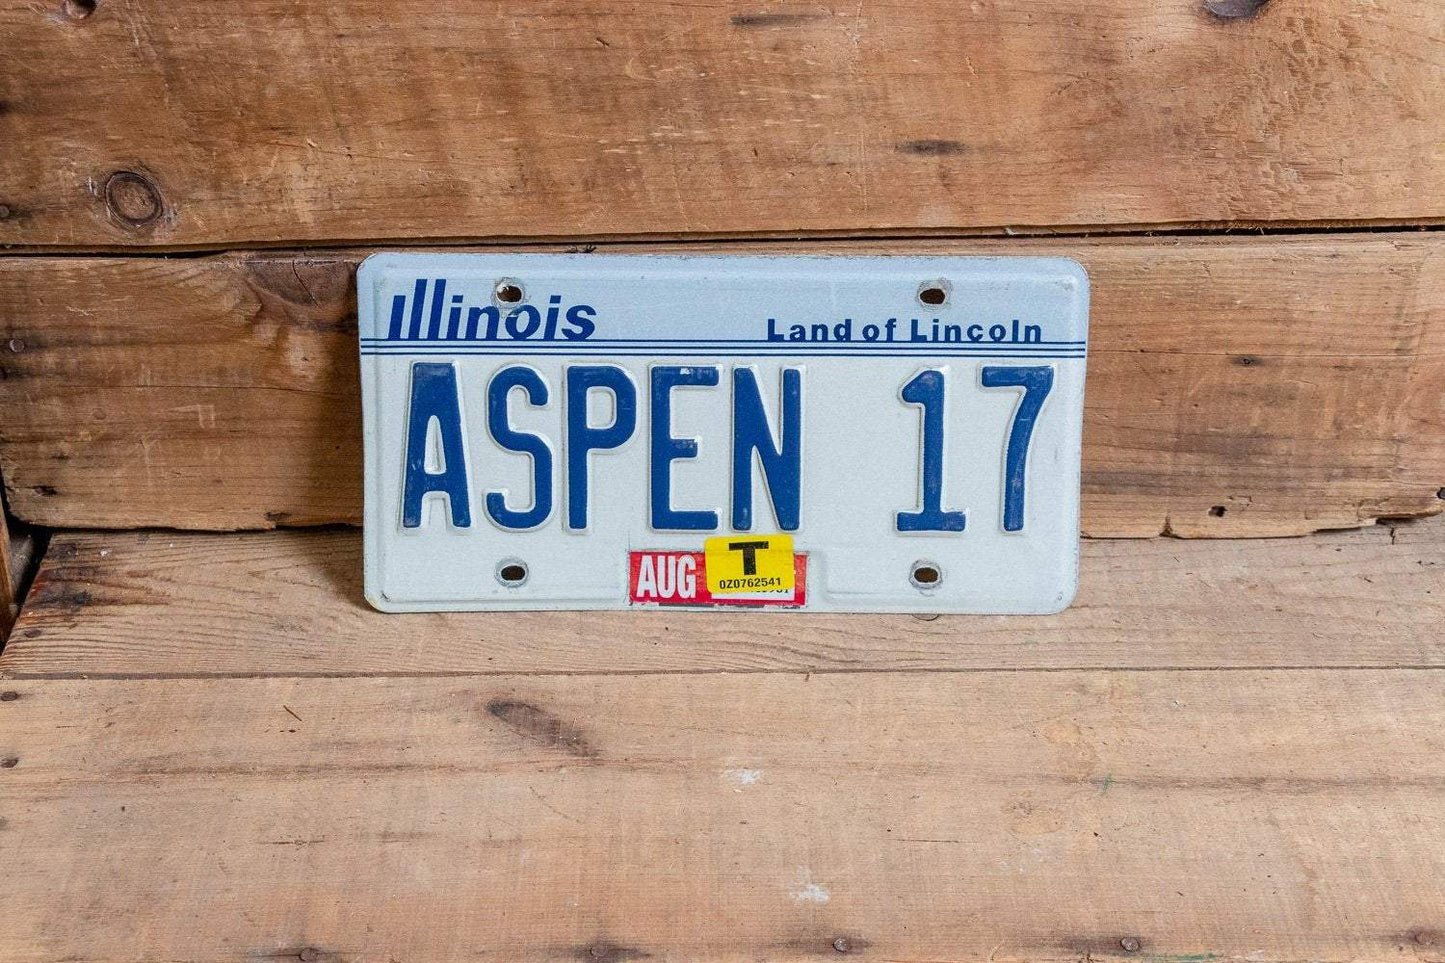 Illinois
Land of Lincoln
ASPEN 17
AUG
T
0Z0762541